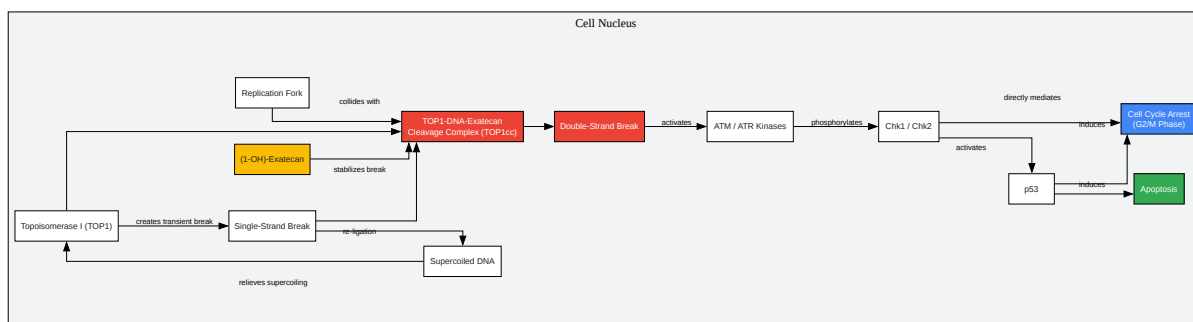 Cell Nucleus
Replication Fork
collides with
directly mediates
TOP1-DNA-Exatecan
Cleavage Complex (TOP1cc)
Double-Strand Break
activates
ATM / ATR Kinases
phosphorylates
Chk1 / Chk2
induces
Cell Cycle Arrest
(G2/M Phase)
activates
(1-OH)-Exatecan
stabilizes break
p53
induces
Apoptosis
Topoisomerase I (TOP1)
creates transient break
Single-Strand Break
re-ligation
Supercoiled DNA
relieves supercoiling